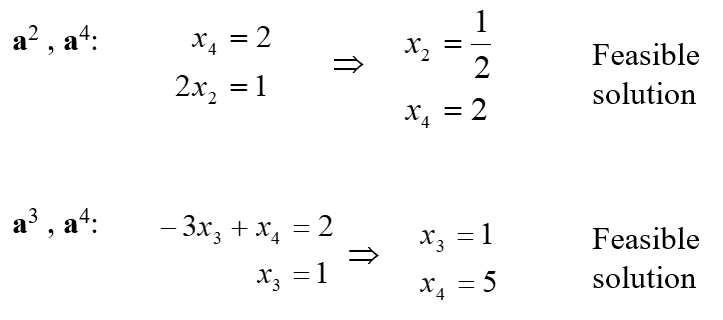 a² , a⁴: x₄ = 2 ⇒ x₂ = 1/2 Feasible
2x₂ = 1 x₄ = 2 solution
a³ , a⁴: − 3x₃ + x₄ = 2 ⇒ x₃ = 1 Feasible
x₃ = 1 x₄ = 5 solution